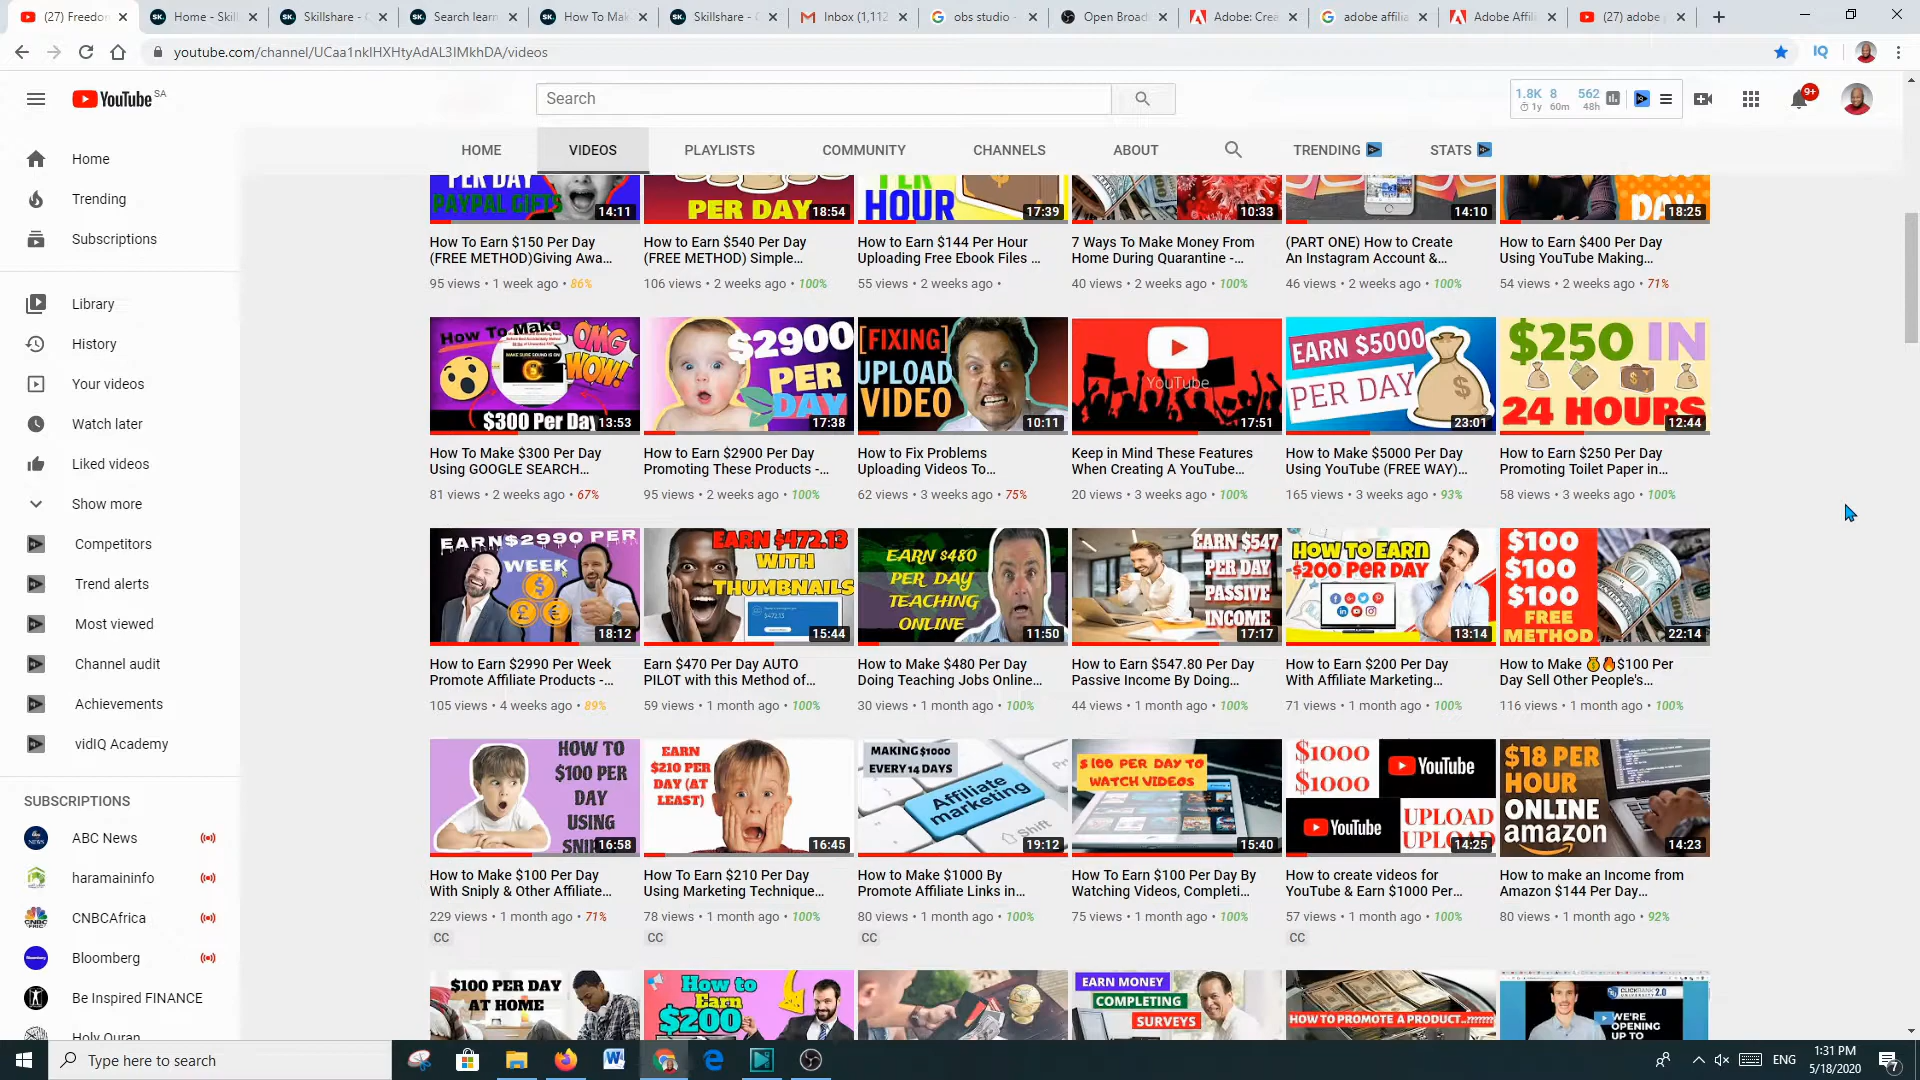 (27) Freedo
Home - Skil
Skillshare - C
Search learn
How To Mak
Skillshare - C
Inbox (1,112
obs studio -
Open Broad
Adobe: Crea
adobe affilia
Adobe Affil
(27) adobe
youtube.com/channel/UCaa1nkIHXHtyAdAL3IMkhDA/videos
IQ
YouTube SA
Search
1.8K 8 562
1y 60m 48h
9+
HOME VIDEOS PLAYLISTS COMMUNITY CHANNELS ABOUT TRENDING STATS
Home
Trending
Subscriptions
Library
History
Your videos
Watch later
Liked videos
Show more
Competitors
Trend alerts
Most viewed
Channel audit
Achievements
vidIQ Academy
SUBSCRIPTIONS
ABC News
haramaininfo
CNBCAfrica
Bloomberg
Be Inspired FINANCE
Holy Quran
PER DAY
PAYPAL GIFTS
14:11
PER DAY
18:54
PER
HOUR
17:39
10:33
14:10
DAY
18:25
How To Earn $150 Per Day
(FREE METHOD)Giving Awa...
95 views • 1 week ago • 86%
How to Earn $540 Per Day
(FREE METHOD) Simple...
106 views • 2 weeks ago • 100%
How to Earn $144 Per Hour
Uploading Free Ebook Files ...
55 views • 2 weeks ago •
7 Ways To Make Money From
Home During Quarantine -...
40 views • 2 weeks ago • 100%
(PART ONE) How to Create
An Instagram Account &...
46 views • 2 weeks ago • 100%
How to Earn $400 Per Day
Using YouTube Making...
54 views • 2 weeks ago • 71%
How To Make
OMG
WOW!
MAKE SURE SOUND IS ON
$300 Per Day
13:53
$2900
PER
DAY
17:38
[FIXING]
UPLOAD
VIDEO
10:11
YouTube
17:51
EARN $5000
PER DAY
23:01
$250 IN
24 HOURS
12:44
How To Make $300 Per Day
Using GOOGLE SEARCH...
81 views • 2 weeks ago • 67%
How to Earn $2900 Per Day
Promoting These Products -...
95 views • 2 weeks ago • 100%
How to Fix Problems
Uploading Videos To...
62 views • 3 weeks ago • 75%
Keep in Mind These Features
When Creating A YouTube...
20 views • 3 weeks ago • 100%
How to Make $5000 Per Day
Using YouTube (FREE WAY)...
165 views • 3 weeks ago • 93%
How to Earn $250 Per Day
Promoting Toilet Paper in...
58 views • 3 weeks ago • 100%
EARN$2990 PER
WEEK
18:12
EARN $472.13
WITH
THUMBNAILS
$472.13
15:44
EARN $480
PER DAY
TEACHING
ONLINE
11:50
EARN $547
PER DAY
PASSIVE
INCOME
17:17
HOW TO EARN
$200 PER DAY
13:14
$100
$100
$100
FREE
METHOD
22:14
How to Earn $2990 Per Week
Promote Affiliate Products -...
105 views • 4 weeks ago • 89%
Earn $470 Per Day AUTO
PILOT with this Method of...
59 views • 1 month ago • 100%
How to Make $480 Per Day
Doing Teaching Jobs Online...
30 views • 1 month ago • 100%
How to Earn $547.80 Per Day
Passive Income By Doing...
44 views • 1 month ago • 100%
How to Earn $200 Per Day
With Affiliate Marketing...
71 views • 1 month ago • 100%
How to Make 💰🔥$100 Per
Day Sell Other People's...
116 views • 1 month ago • 100%
HOW TO
$100 PER
DAY
USING
SNIP
16:58
EARN
$210 PER
DAY (AT
LEAST)
16:45
MAKING $1000
EVERY 14 DAYS
Affiliate
marketing
Shift
19:12
$100 PER DAY TO
WATCH VIDEOS
15:40
$1000
$1000
YouTube
YouTube
UPLOAD
UPLOAD
14:25
$18 PER
HOUR
ONLINE
amazon
14:23
How to Make $100 Per Day
With Sniply & Other Affiliate...
229 views • 1 month ago • 71%
CC
How To Earn $210 Per Day
Using Marketing Technique...
78 views • 1 month ago • 100%
CC
How to Make $1000 By
Promote Affiliate Links in...
80 views • 1 month ago • 100%
CC
How To Earn $100 Per Day By
Watching Videos, Completi...
75 views • 1 month ago • 100%
How to create videos for
YouTube & Earn $1000 Per...
57 views • 1 month ago • 100%
CC
How to make an Income from
Amazon $144 Per Day...
80 views • 1 month ago • 92%
$100 PER DAY
AT HOME
How to
Earn
$200
EARN MONEY
COMPLETING
SURVEYS
HOW TO PROMOTE A PRODUCT..???????
CLICKBANK
UNIVERSITY 2.0
WE'RE
OPENING
UP TO
Type here to search
ENG
1:31 PM
5/18/2020
7